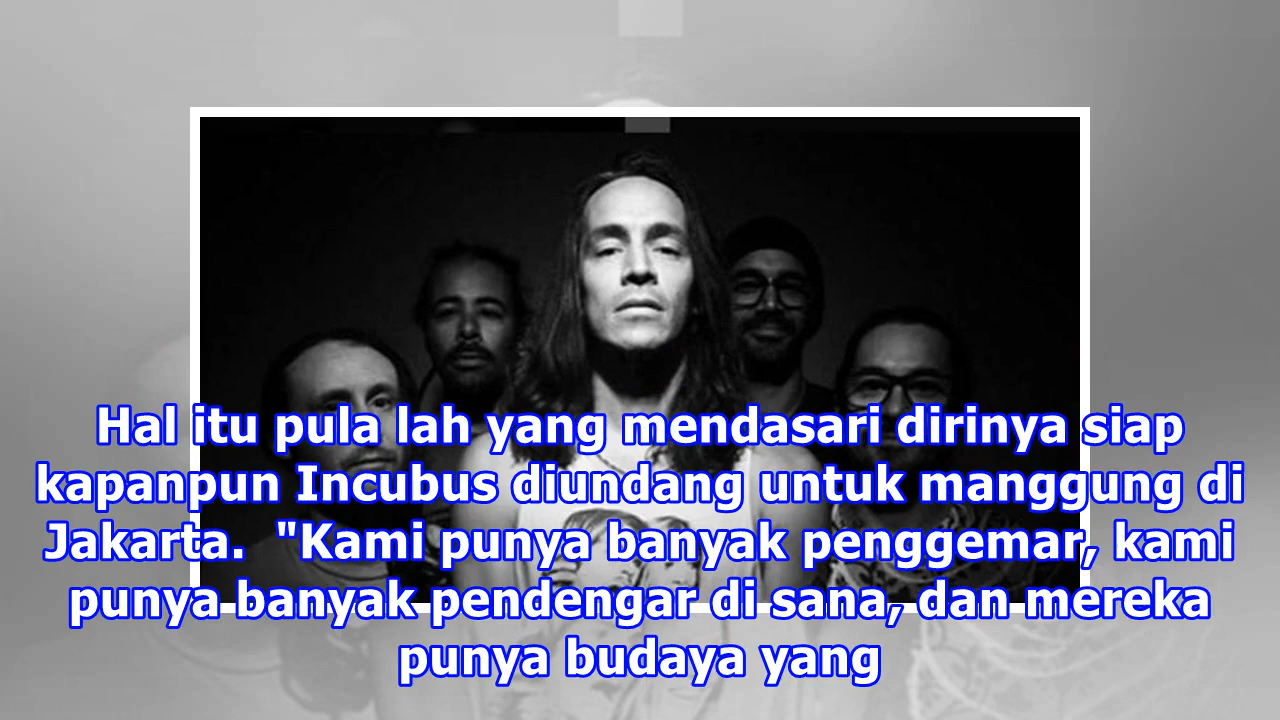 Hal itu pula lah yang mendasari dirinya siap
kapanpun Incubus diundang untuk manggung di
Jakarta.  "Kami punya banyak penggemar, kami
punya banyak pendengar di sana, dan mereka
punya budaya yang